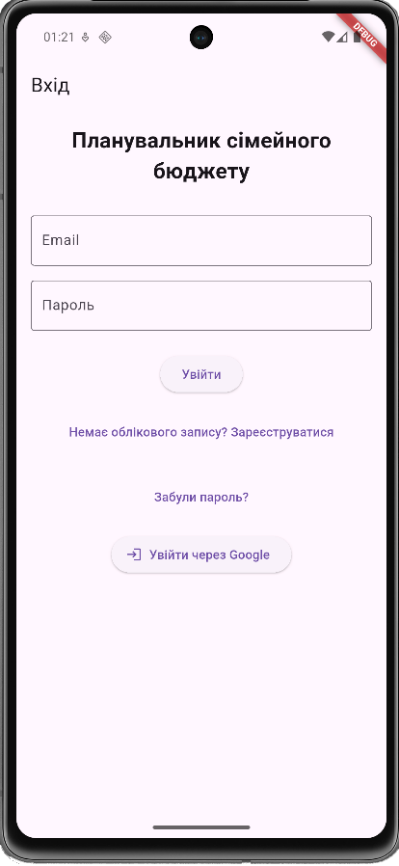 01:21
DEBUG
Вхід
Планувальник сімейного
бюджету
Email
Пароль
Увійти
Немає облікового запису? Зареєструватися
Забули пароль?
Увійти через Google